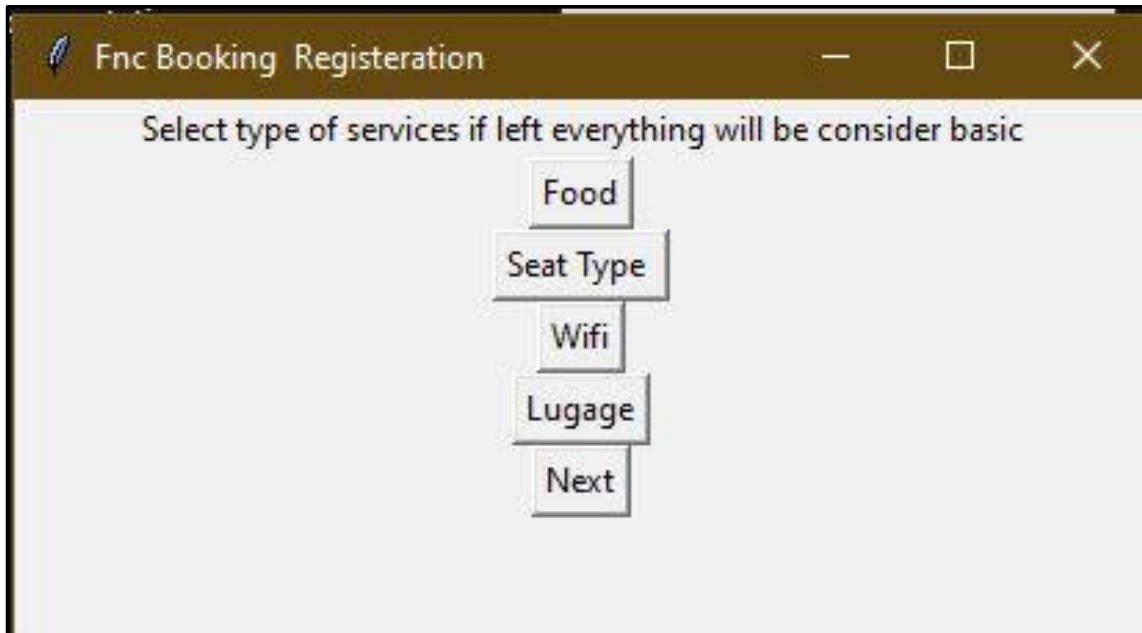 Fnc Booking  Registeration
Select type of services if left everything will be consider basic
Food
Seat Type
Wifi
Lugage
Next